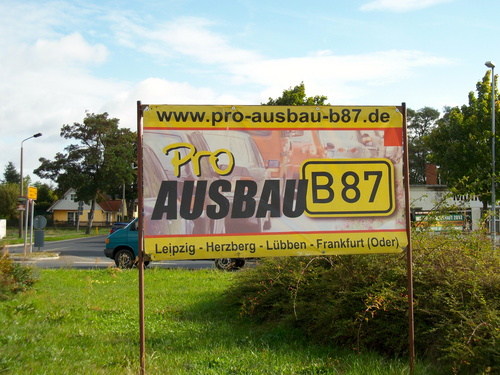 www.pro-ausbau-b87.de
Pro
AUSBAU B87
Leipzig - Herzberg - Lübben - Frankfurt (Oder)